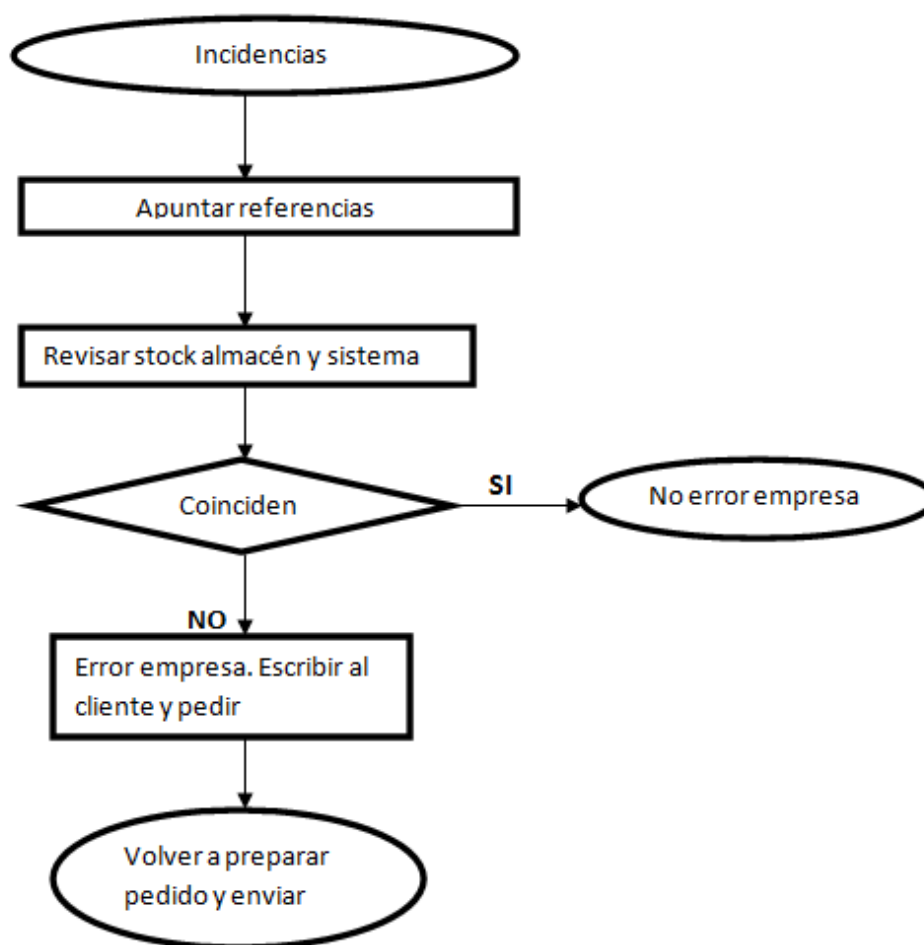 Incidencias
Apuntar referencias
Revisar stock almacén y sistema
Coinciden
SI
No error empresa
NO
Error empresa. Escribir al
cliente y pedir
Volver a preparar
pedido y enviar